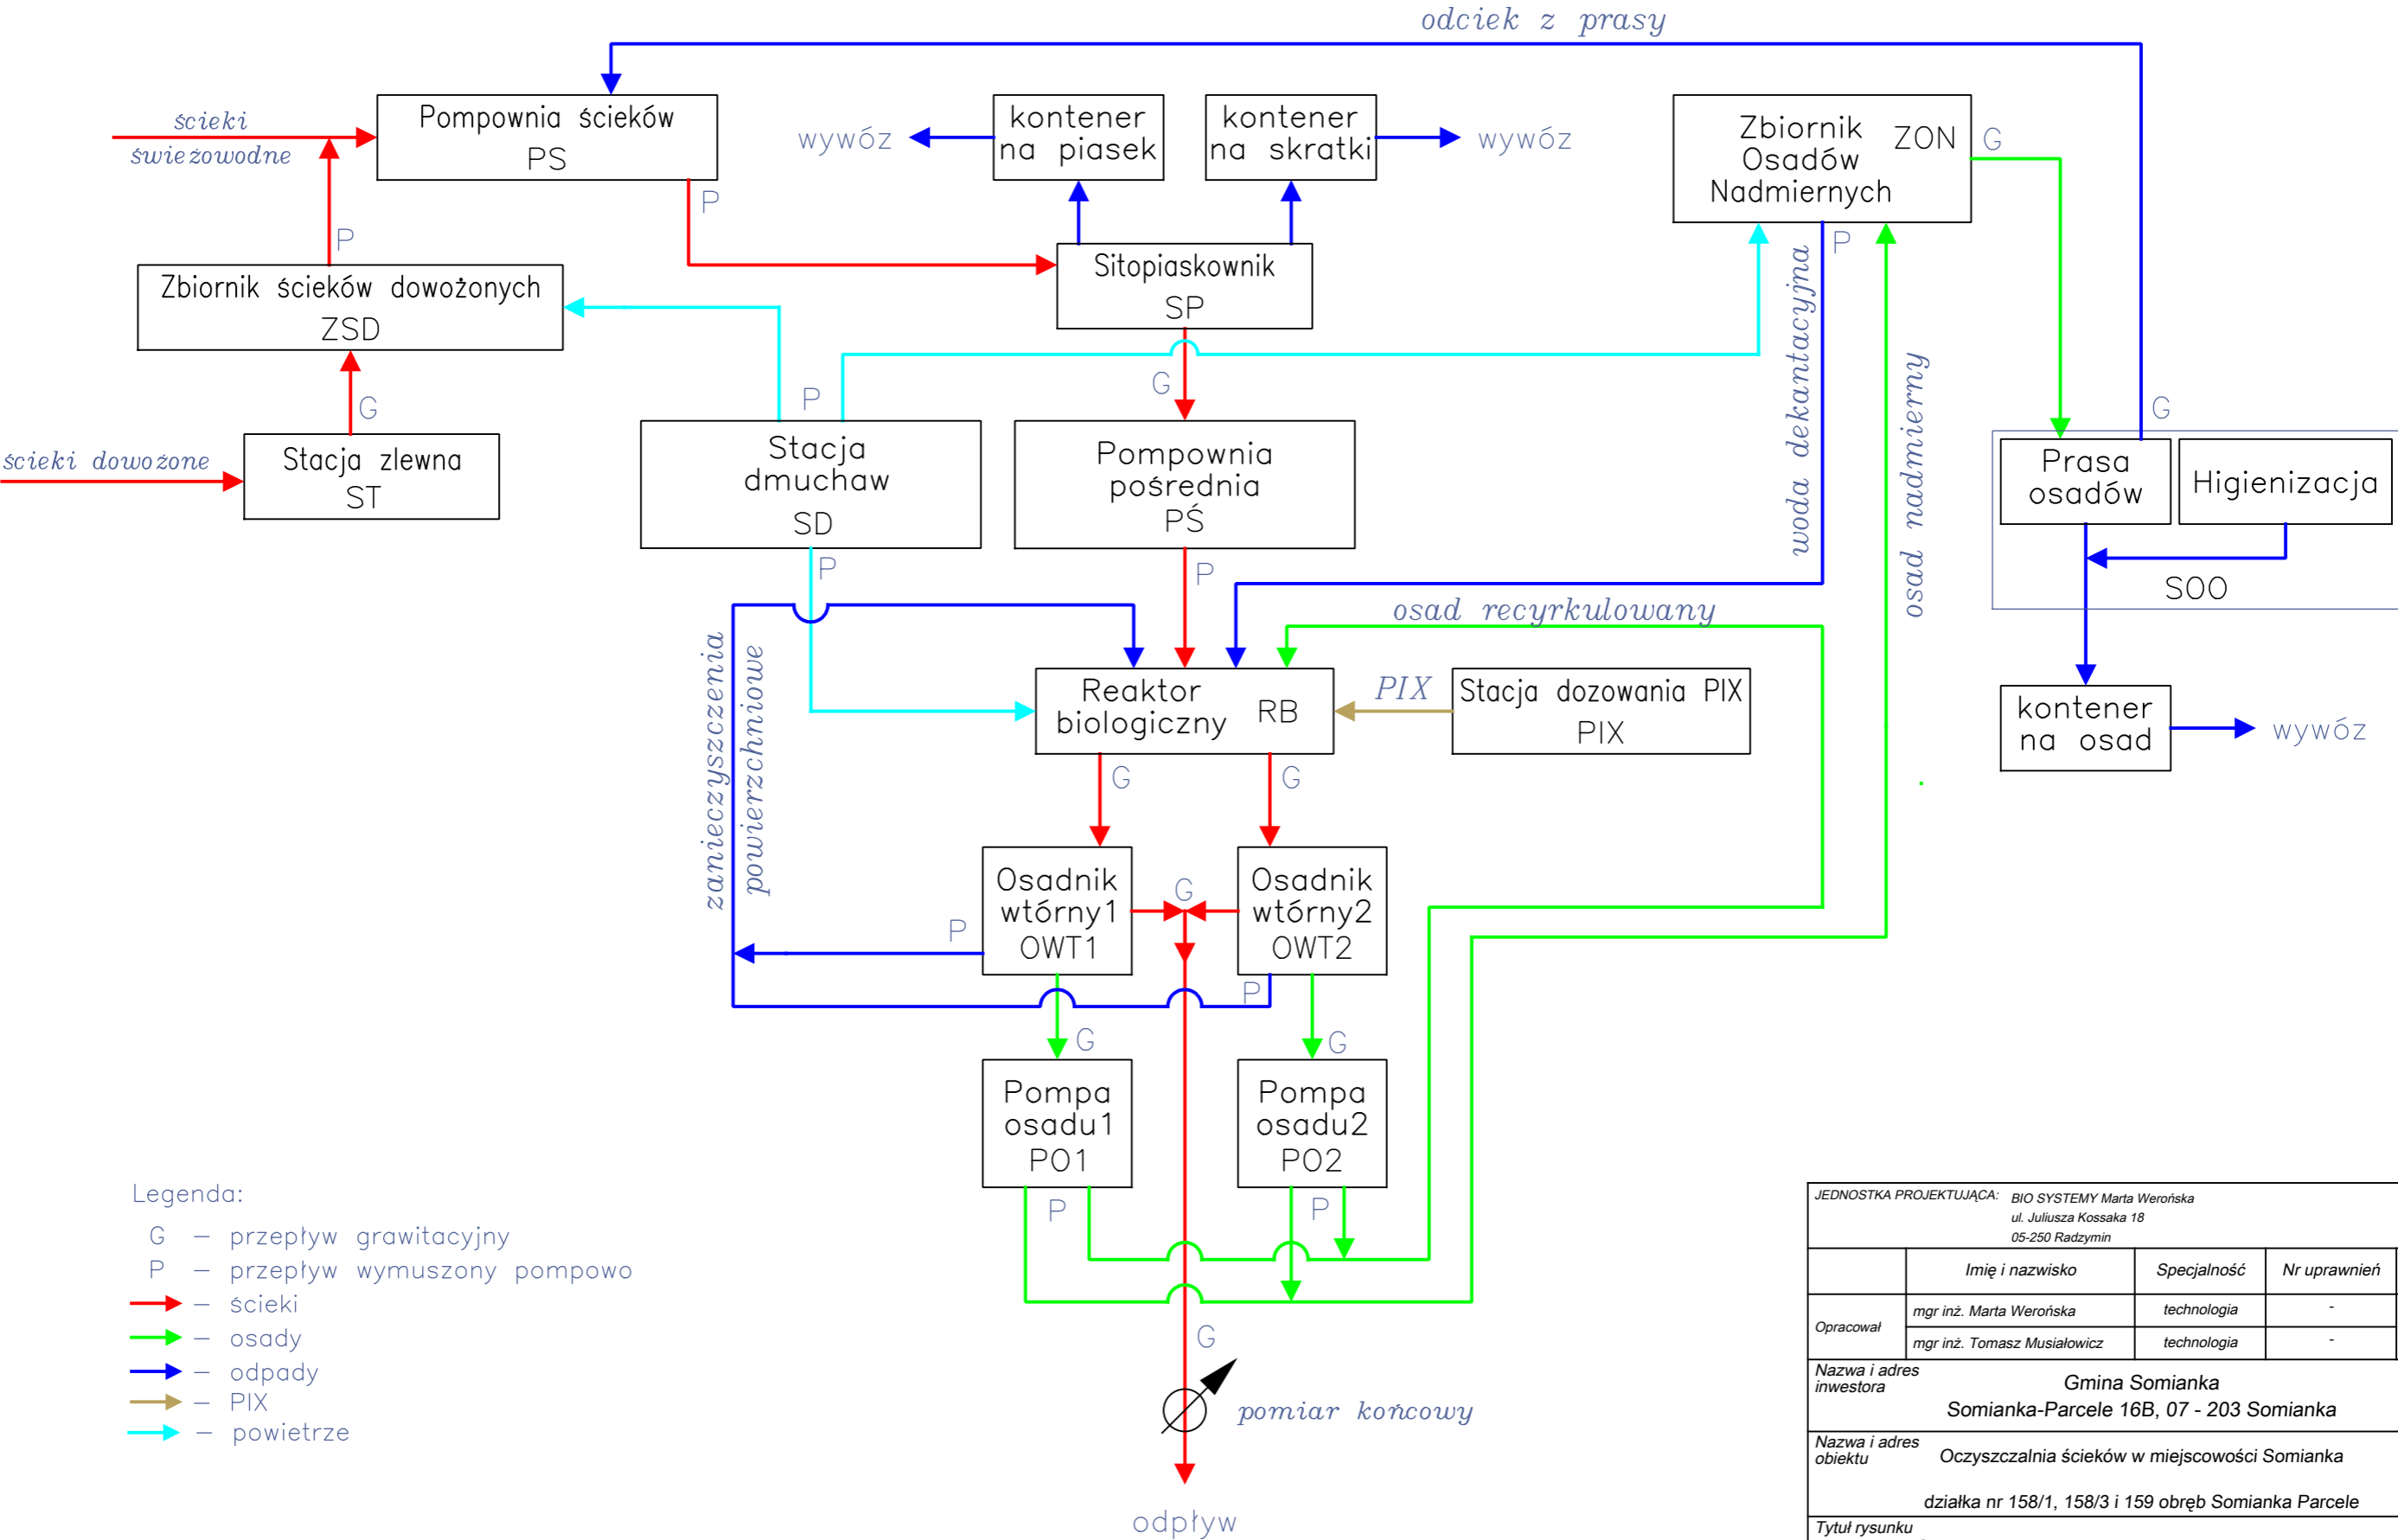 odciek z prasy
ścieki
świeżowodne
Pompownia ścieków
PS
P
wywóz
kontener
na piasek
kontener
na skratki
wywóz
Zbiornik
Osadów
Nadmiernych
ZON
G
P
P
Zbiornik ścieków dowożonych
ZSD
Sitopiaskownik
SP
woda dekantacyjna
osad nadmierny
G
P
G
G
ścieki dowożone
Stacja zlewna
ST
Stacja
dmuchaw
SD
Pompownia
pośrednia
PŚ
Prasa
osadów
Higienizacja
SOO
P
P
osad recyrkulowany
zanieczyszczenia
powierzchniowe
Reaktor
biologiczny
RB
PIX
Stacja dozowania PIX
PIX
kontener
na osad
wywóz
G
G
Osadnik
wtórny1
OWT1
G
Osadnik
wtórny2
OWT2
P
P
G
G
Pompa
osadu1
PO1
Pompa
osadu2
PO2
P
P
G
pomiar końcowy
odpływ
Legenda:
G – przepływ grawitacyjny
P – przepływ wymuszony pompowo
– ścieki
– osady
– odpady
– PIX
– powietrze
JEDNOSTKA PROJEKTUJĄCA: BIO SYSTEMY Marta Werońska
ul. Juliusza Kossaka 18
05-250 Radzymin
Imię i nazwisko Specjalność Nr uprawnień
Opracował
mgr inż. Marta Werońska technologia -
mgr inż. Tomasz Musiałowicz technologia -
Nazwa i adres
inwestora
Gmina Somianka
Somianka-Parcele 16B, 07 - 203 Somianka
Nazwa i adres
obiektu
Oczyszczalnia ścieków w miejscowości Somianka
działka nr 158/1, 158/3 i 159 obręb Somianka Parcele
Tytuł rysunku